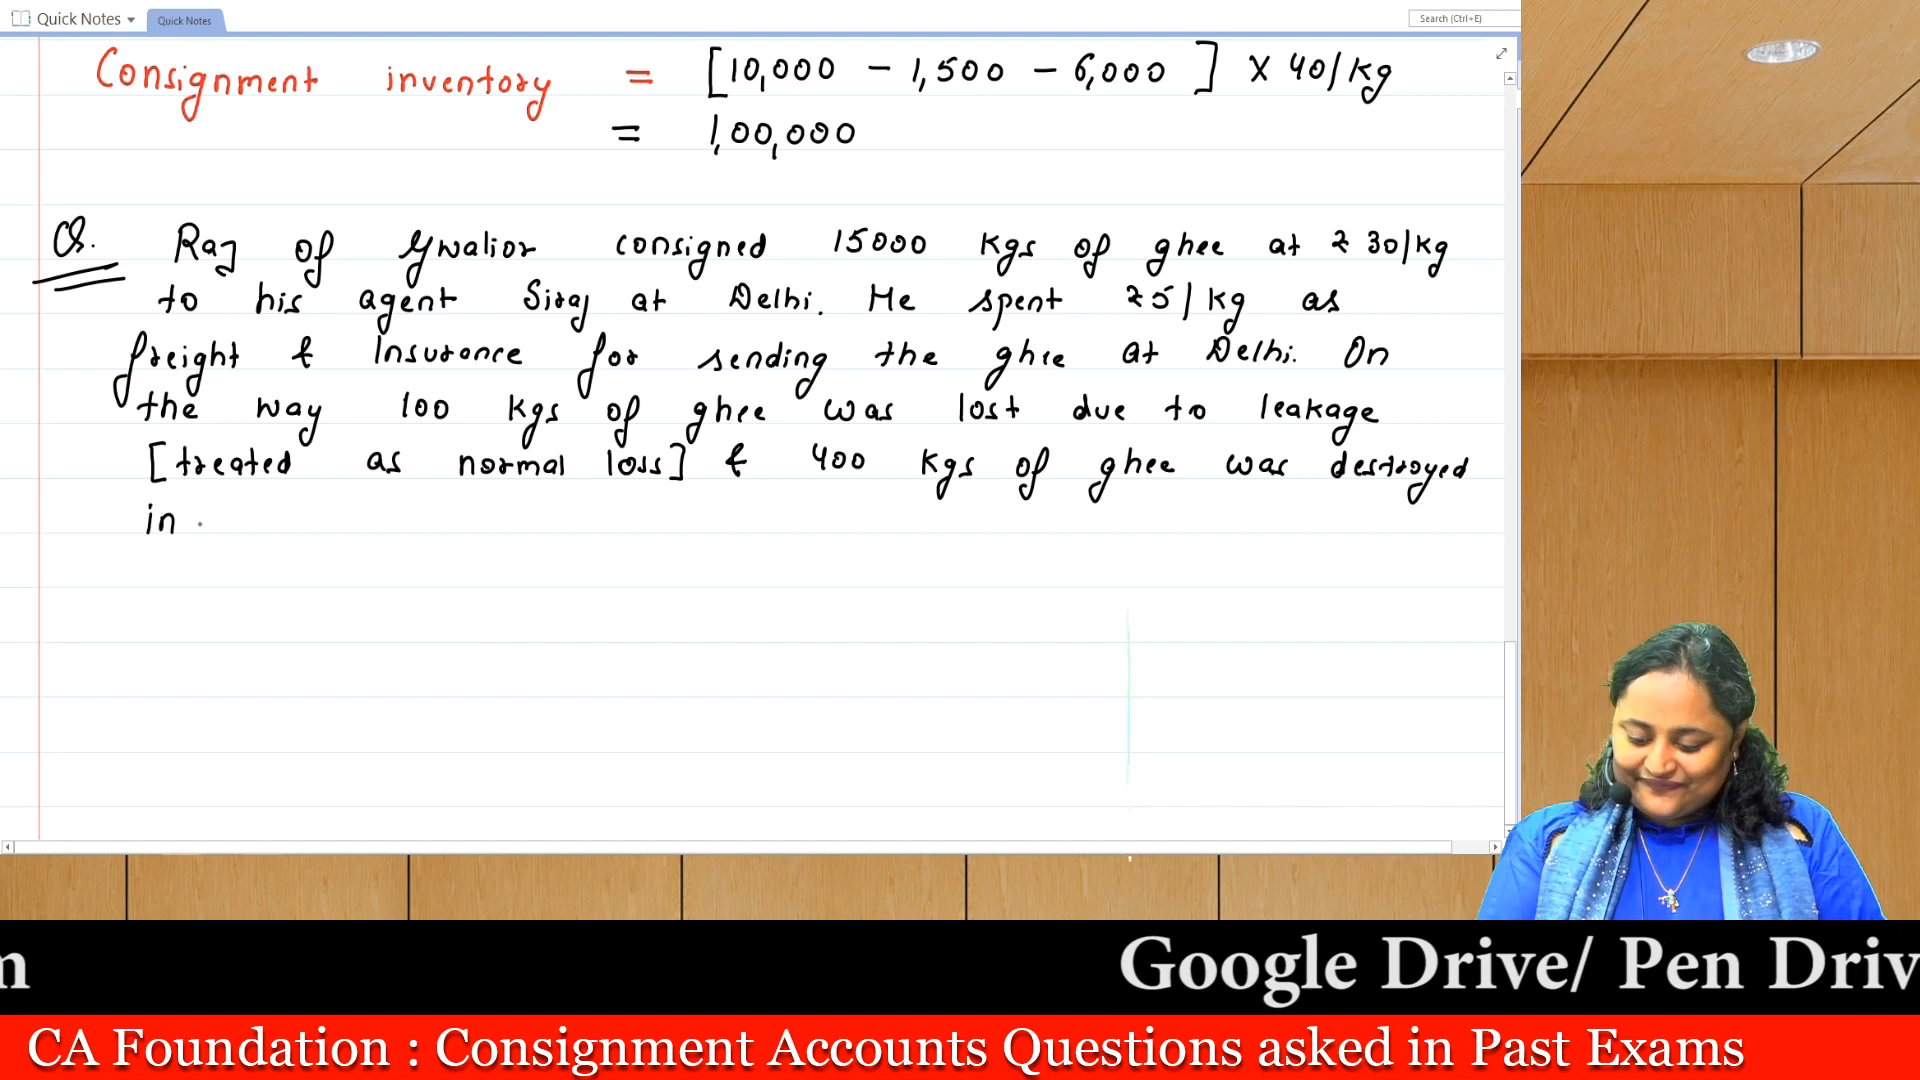 Quick Notes
Quick Notes
Search (Ctrl+E)
Consignment inventory = [10,000 - 1,500 - 6,000] X 40/kg
= 1,00,000
Q. Raj of Gwalior consigned 15000 kgs of ghee at ₹ 30/kg
to his agent Siraj at Delhi. He spent ₹5/kg as
freight & Insurance for sending the ghee at Delhi. On
the way 100 kgs of ghee was lost due to leakage
[treated as normal loss] & 400 kgs of ghee was destroyed
in
m Google Drive/ Pen Driv
CA Foundation : Consignment Accounts Questions asked in Past Exams